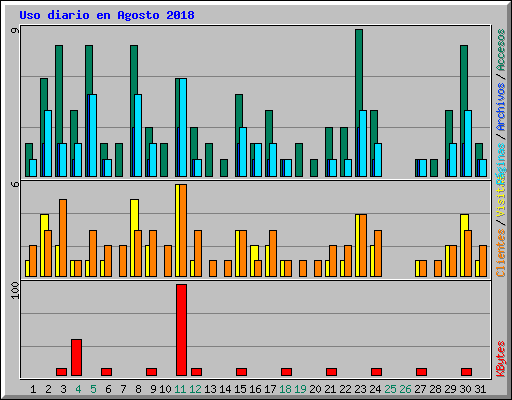 Uso diario en Agosto 2018
9
6
100
Clientes / Visitas
Páginas / Archivos / Accesos
KBytes
1 2 3 4 5 6 7 8 9 10 11 12 13 14 15 16 17 18 19 20 21 22 23 24 25 26 27 28 29 30 31